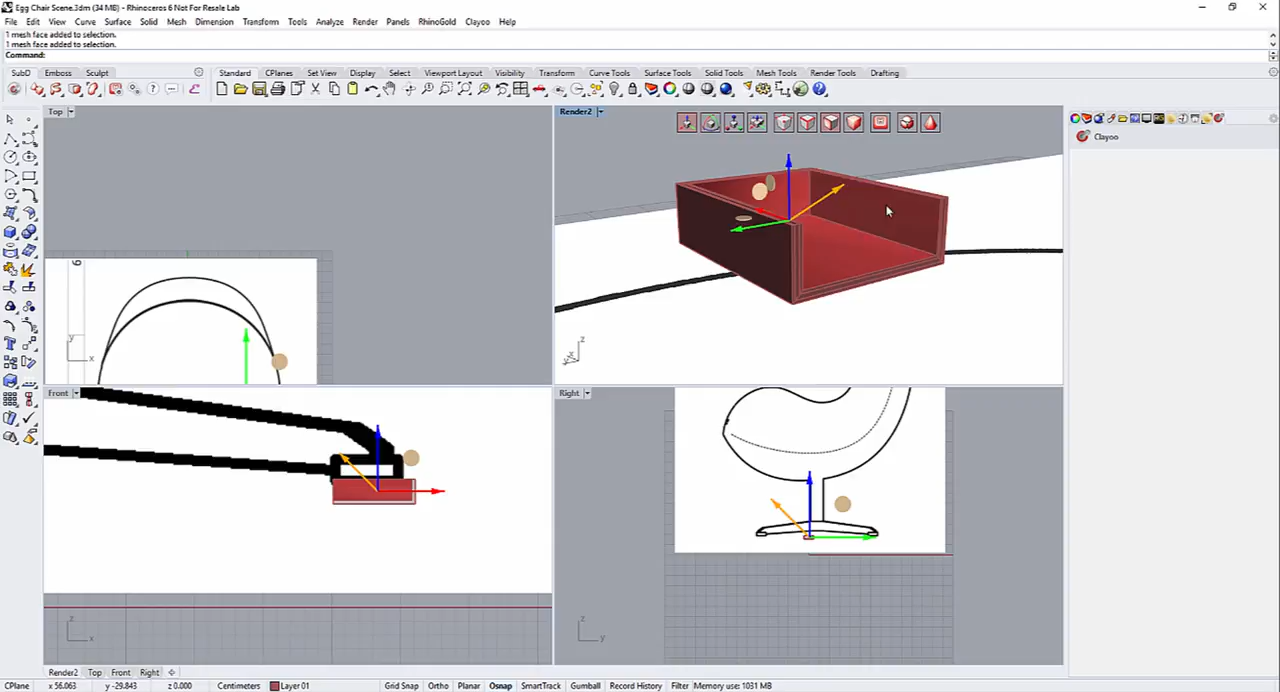 Egg Chair Scene.3dm (34 MB) - Rhinoceros 6 Not For Resale Lab
File Edit View Curve Surface Solid Mesh Dimension Transform Tools Analyze Render Panels RhinoGold Clayoo Help
1 mesh face added to selection.
1 mesh face added to selection.
Command:
SubD Emboss Sculpt Standard CPlanes Set View Display Select Viewport Layout Visibility Transform Curve Tools Surface Tools Solid Tools Mesh Tools Render Tools Drafting
Top
Render2
Clayoo
6
y
x
z
Front
Right
z
x
z
y
Render2 Top Front Right
CPlane x 56.063 y -29.843 z 0.000 Centimeters Layer 01 Grid Snap Ortho Planar Osnap SmartTrack Gumball Record History Filter Memory use: 1031 MB